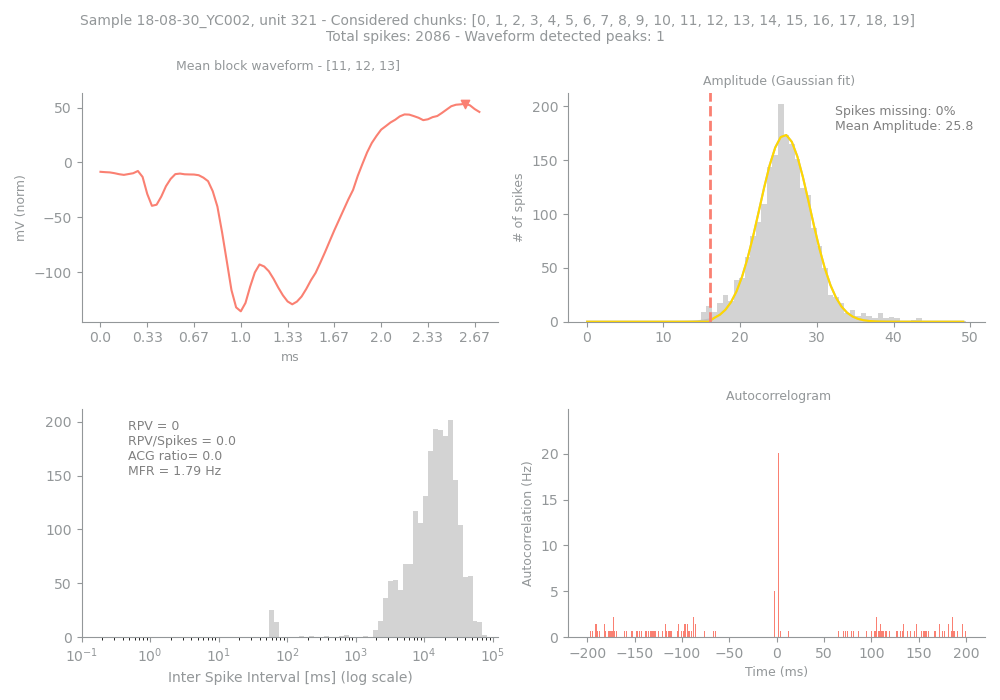 Sample 18-08-30_YC002, unit 321 - Considered chunks: [0, 1, 2, 3, 4, 5, 6, 7, 8, 9, 10, 11, 12, 13, 14, 15, 16, 17, 18, 19]
Total spikes: 2086 - Waveform detected peaks: 1
Mean block waveform - [11, 12, 13]
mV (norm)
50
0
−50
−100
0.0 0.33 0.67 1.0 1.33 1.67 2.0 2.33 2.67
ms
Amplitude (Gaussian fit)
Spikes missing: 0%
Mean Amplitude: 25.8
# of spikes
200
150
100
50
0
0 10 20 30 40 50
RPV = 0
RPV/Spikes = 0.0
ACG ratio= 0.0
MFR = 1.79 Hz
200
150
100
50
0
10⁻¹ 10⁰ 10¹ 10² 10³ 10⁴ 10⁵
Inter Spike Interval [ms] (log scale)
Autocorrelogram
Autocorrelation (Hz)
20
15
10
5
0
−200 −150 −100 −50 0 50 100 150 200
Time (ms)